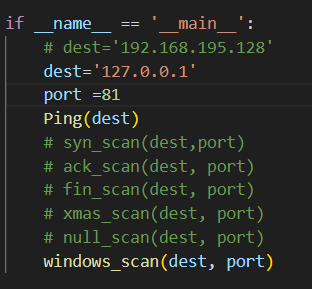 if __name__ == '__main__':
    # dest='192.168.195.128'
    dest='127.0.0.1'
    port =81
    Ping(dest)
    # syn_scan(dest,port)
    # ack_scan(dest, port)
    # fin_scan(dest, port)
    # xmas_scan(dest, port)
    # null_scan(dest, port)
    windows_scan(dest, port)